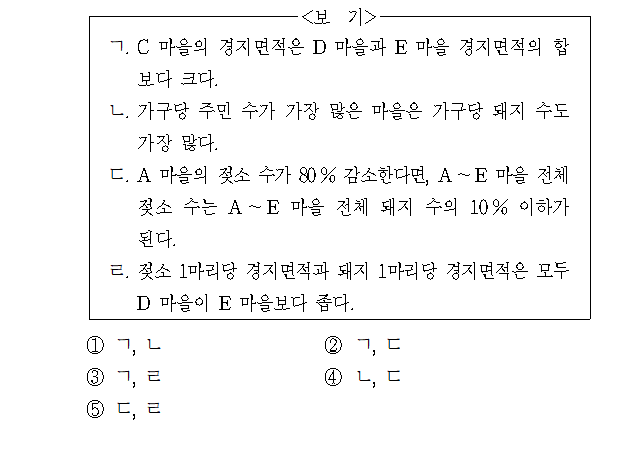 <보 기>
ㄱ. C 마을의 경지면적은 D 마을과 E 마을 경지면적의 합
보다 크다.
ㄴ. 가구당 주민 수가 가장 많은 마을은 가구당 돼지 수도
가장 많다.
ㄷ. A 마을의 젖소 수가 80% 감소한다면, A～E 마을 전체
젖소 수는 A～E 마을 전체 돼지 수의 10% 이하가
된다.
ㄹ. 젖소 1마리당 경지면적과 돼지 1마리당 경지면적은 모두
D 마을이 E 마을보다 좁다.
① ㄱ, ㄴ ② ㄱ, ㄷ
③ ㄱ, ㄹ ④ ㄴ, ㄷ
⑤ ㄷ, ㄹ